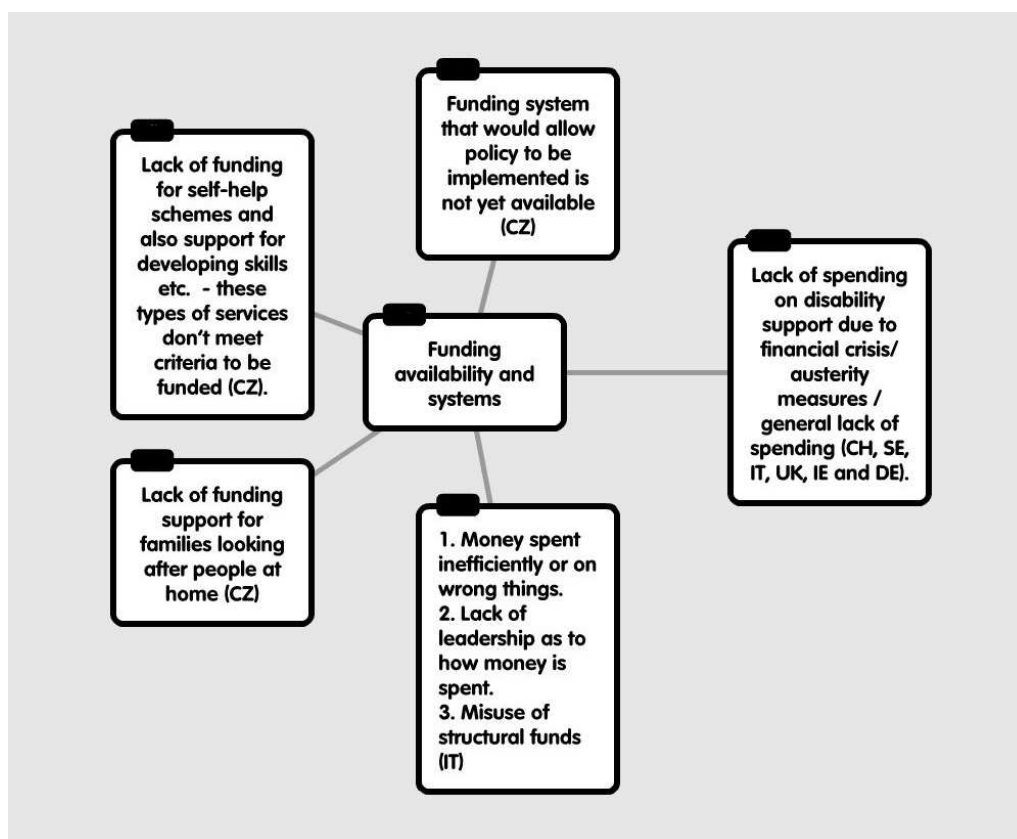 Funding system
that would allow
policy to be
implemented is
not yet available
(CZ)
Lack of funding
for self-help
schemes and
also support for
developing skills
etc.  - these
types of services
don't meet
criteria to be
funded (CZ).
Lack of spending
on disability
support due to
financial crisis/
austerity
measures /
general lack of
spending (CH, SE,
IT, UK, IE and DE).
Funding
availability and
systems
Lack of funding
support for
families looking
after people at
home (CZ)
1. Money spent
inefficiently or on
wrong things.
2. Lack of
leadership as to
how money is
spent.
3. Misuse of
structural funds
(IT)